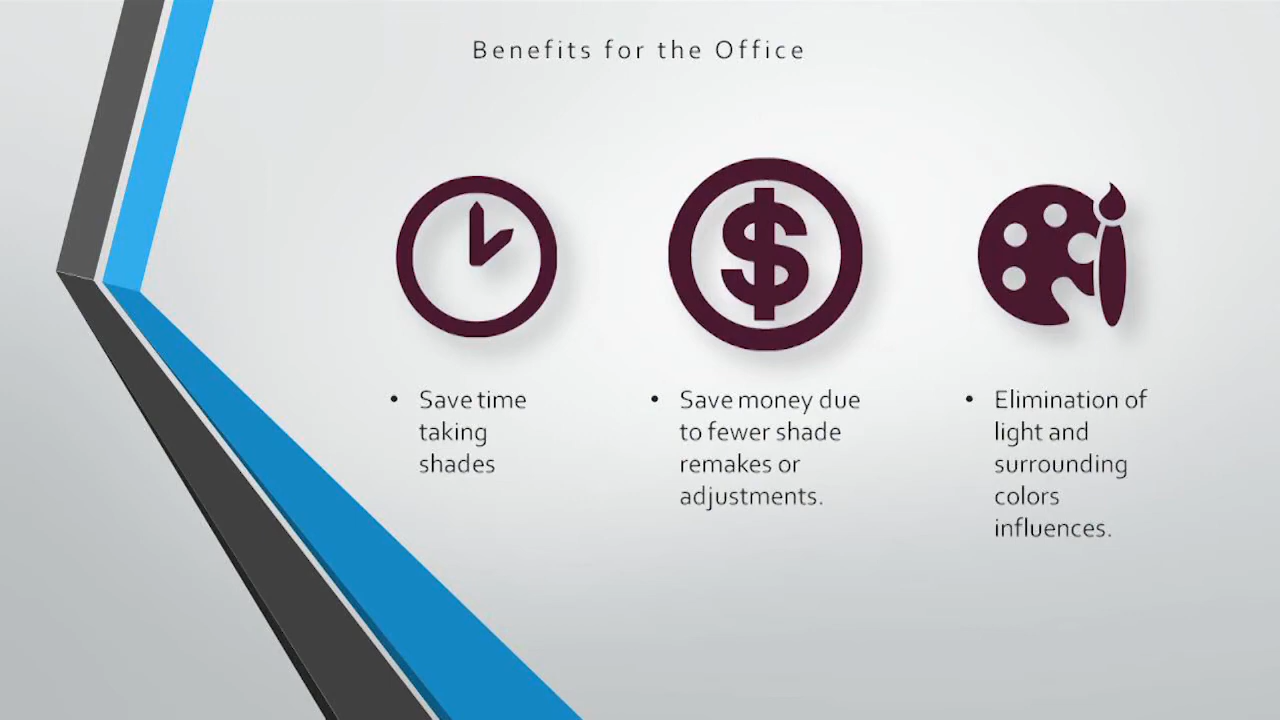 Benefits for the Office
• Save time
taking
shades
• Save money due
to fewer shade
remakes or
adjustments.
• Elimination of
light and
surrounding
colors
influences.